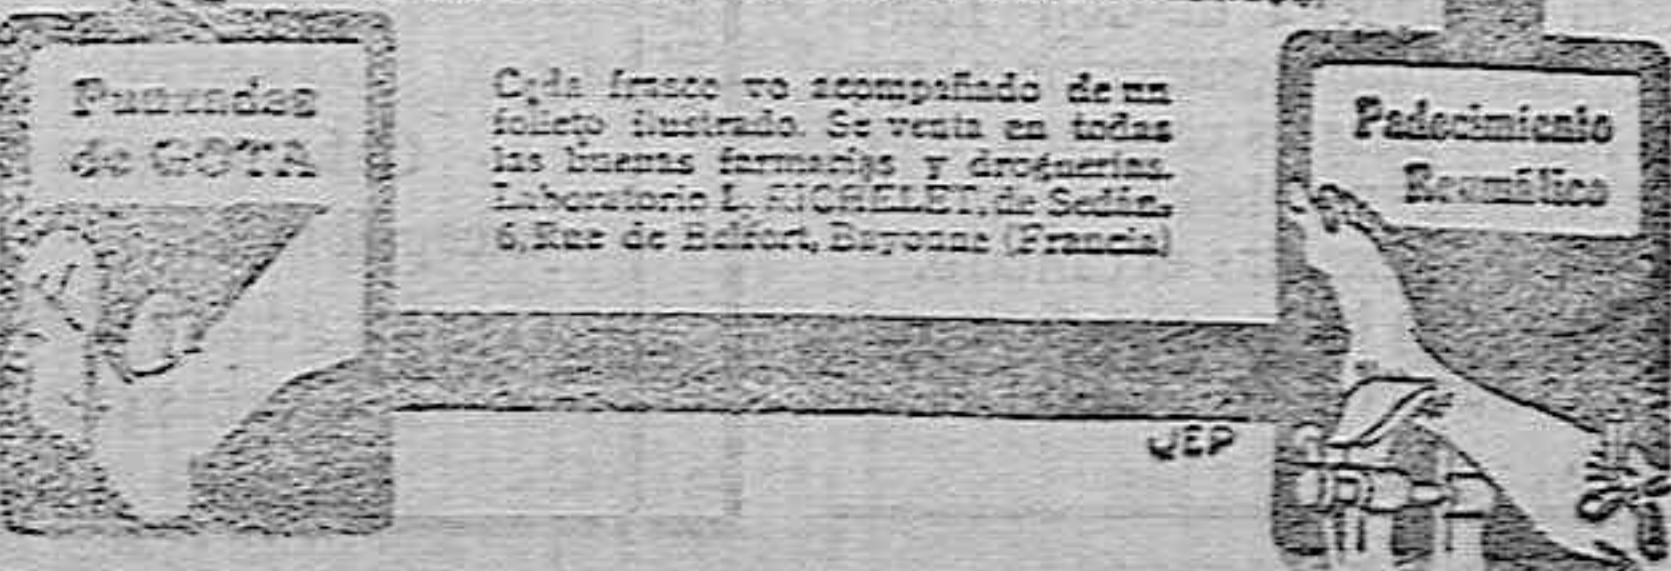 Punzadas
de GOTA
Cada frasco va acompañado de un
folleto ilustrado. Se venta en todas
las buenas farmacias y droguerías.
Laboratorio L. RICHELET, de Sedán,
6, Rue de Belfort, Bayonne (Francia)
Padecimiento
Reumático